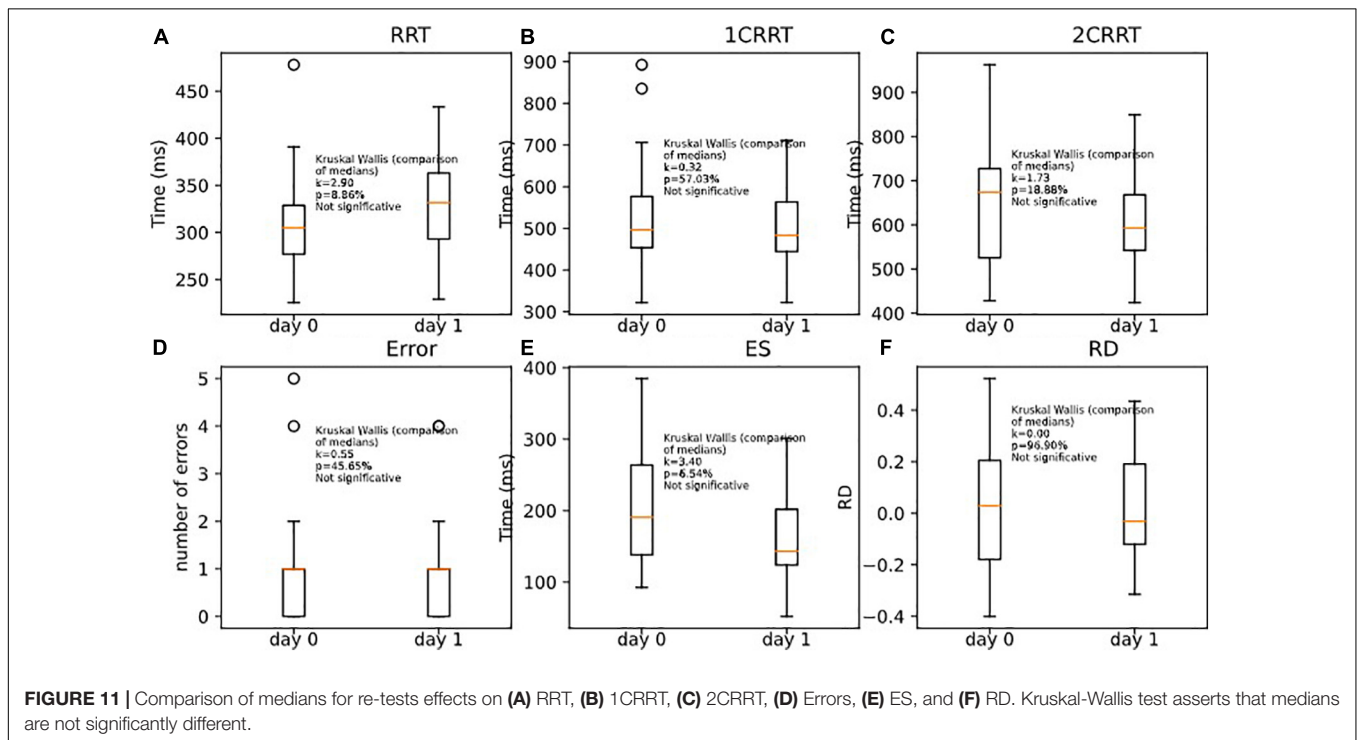 A
RRT
Time (ms)
450
400
350
300
250
Kruskal Wallis (comparison
of medians)
k=2.90
p=8.86%
Not significative
day 0
day 1
B
1CRRT
Time (ms)
900
800
700
600
500
400
300
Kruskal Wallis (comparison
of medians)
k=0.32
p=57.03%
Not significative
day 0
day 1
C
2CRRT
Time (ms)
900
800
700
600
500
400
Kruskal Wallis (comparison
of medians)
k=1.73
p=18.88%
Not significative
day 0
day 1
D
Error
number of errors
5
4
3
2
1
0
Kruskal Wallis (comparison
of medians)
k=0.55
p=45.65%
Not significative
day 0
day 1
E
ES
Time (ms)
400
300
200
100
Kruskal Wallis (comparison
of medians)
k=3.40
p=6.54%
Not significative
day 0
day 1
F
RD
RD
0.4
0.2
0.0
−0.2
−0.4
Kruskal Wallis (comparison
of medians)
k=0.00
p=96.90%
Not significative
day 0
day 1
FIGURE 11 | Comparison of medians for re-tests effects on (A) RRT, (B) 1CRRT, (C) 2CRRT, (D) Errors, (E) ES, and (F) RD. Kruskal-Wallis test asserts that medians
are not significantly different.